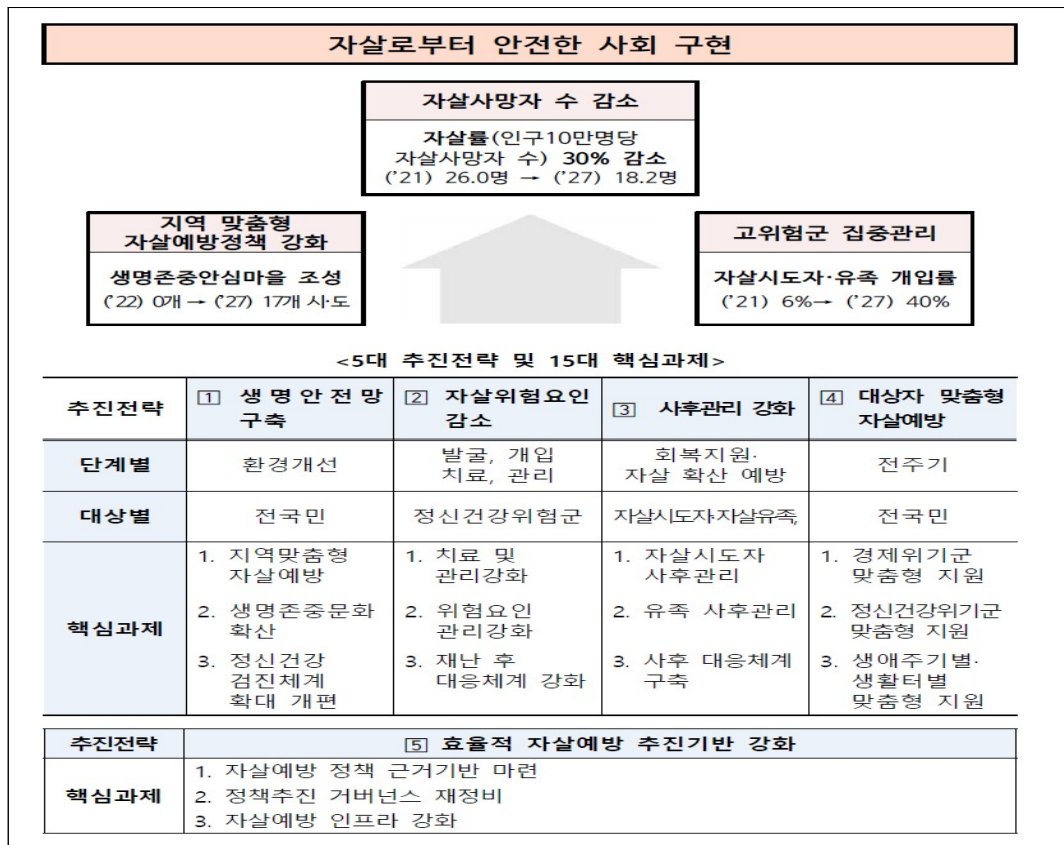 자살로부터 안전한 사회 구현
자살사망자 수 감소
자살률(인구10만명당
자살사망자 수) 30% 감소
('21) 26.0명 → ('27) 18.2명
지역 맞춤형
자살예방정책 강화
생명존중안심마을 조성
('22) 0개 → ('27) 17개 시·도
고위험군 집중관리
자살시도자·유족 개입률
('21) 6%→ ('27) 40%
<5대 추진전략 및 15대 핵심과제>
추진전략
1 생명안전망
구축
2 자살위험요인
감소
3 사후관리 강화
4 대상자 맞춤형
자살예방
단계별
환경개선
발굴, 개입
치료, 관리
회복지원·
자살 확산 예방
전주기
대상별
전국민
정신건강위험군
자살시도자·자살유족,
전국민
핵심과제
1. 지역맞춤형
자살예방
2. 생명존중문화
확산
3. 정신건강
검진체계
확대 개편
1. 치료 및
관리강화
2. 위험요인
관리강화
3. 재난 후
대응체계 강화
1. 자살시도자
사후관리
2. 유족 사후관리
3. 사후 대응체계
구축
1. 경제위기군
맞춤형 지원
2. 정신건강위기군
맞춤형 지원
3. 생애주기별·
생활터별
맞춤형 지원
추진전략
5 효율적 자살예방 추진기반 강화
핵심과제
1. 자살예방 정책 근거기반 마련
2. 정책추진 거버넌스 재정비
3. 자살예방 인프라 강화